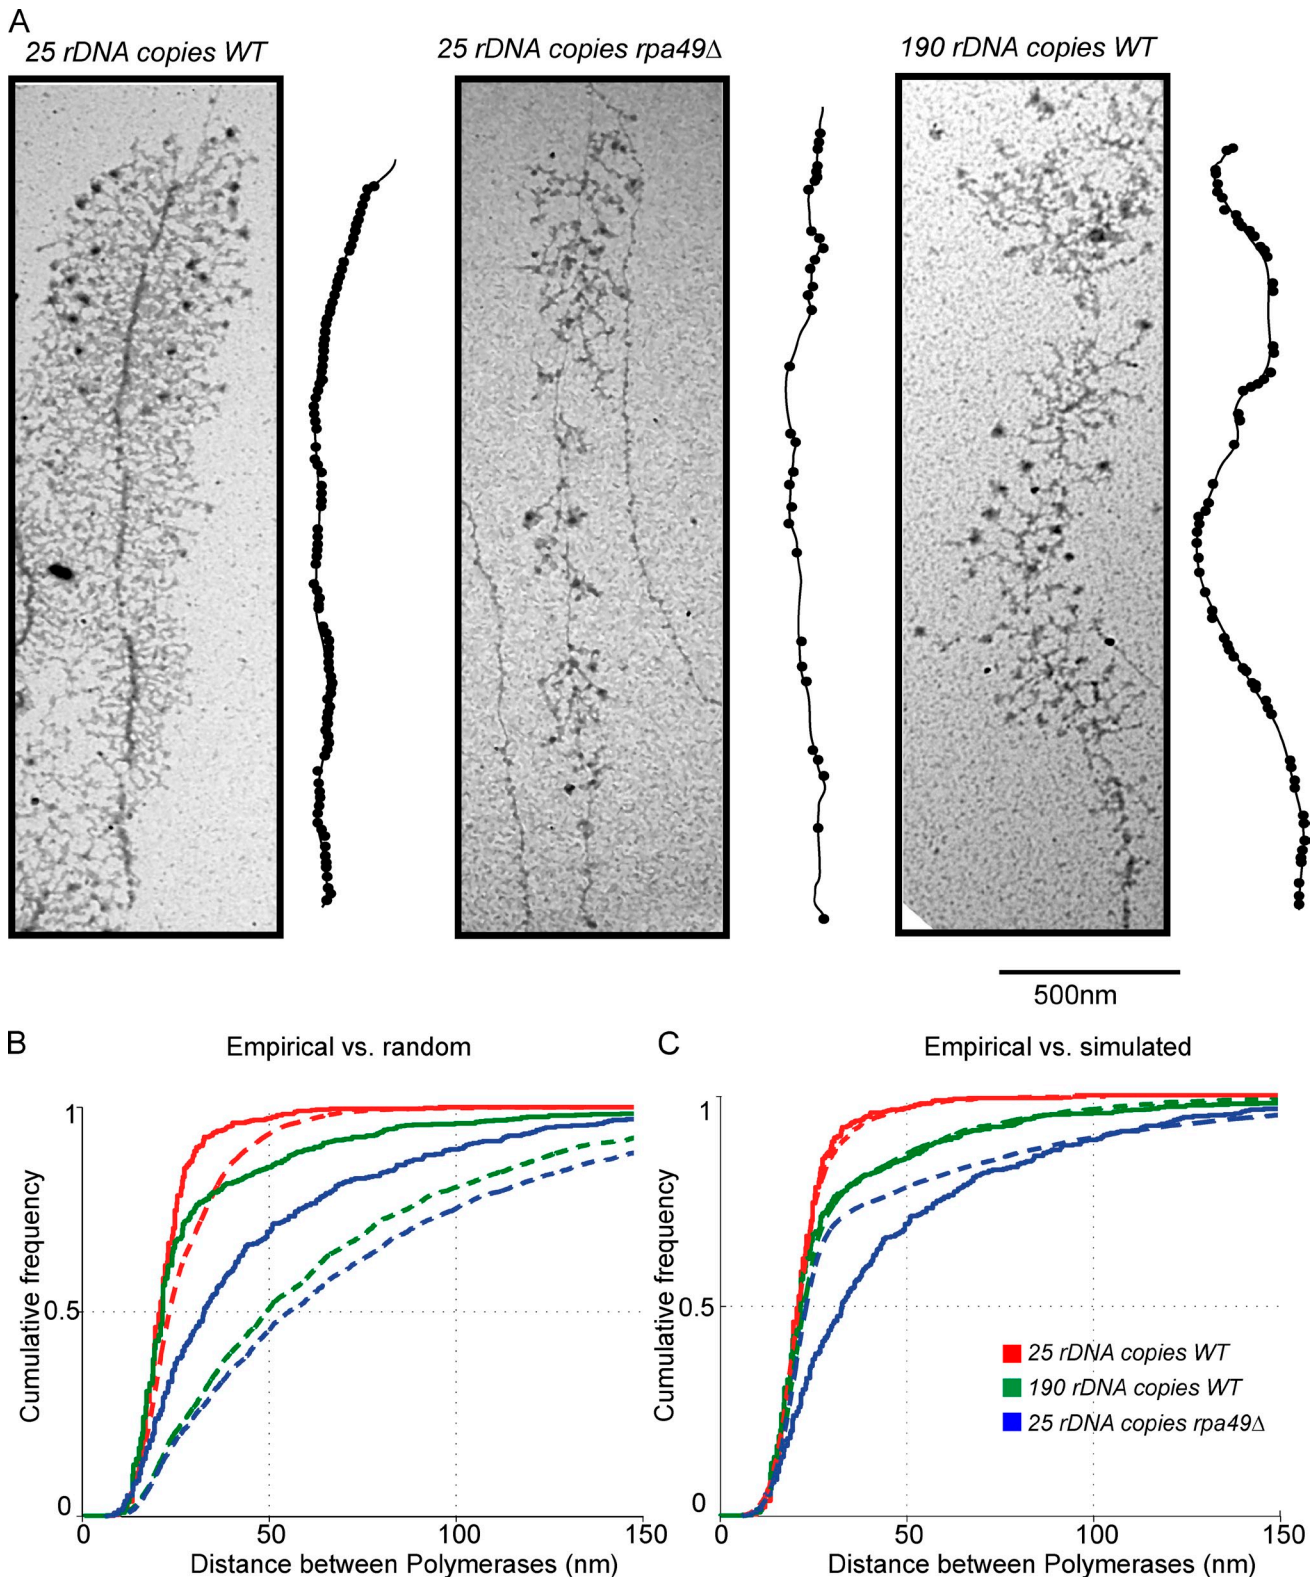 A
25 rDNA copies WT
25 rDNA copies rpa49Δ
190 rDNA copies WT
500nm
B
Empirical vs. random
1
0.5
0
Cumulative frequency
0
50
100
150
Distance between Polymerases (nm)
C
Empirical vs. simulated
1
0.5
0
Cumulative frequency
25 rDNA copies WT
190 rDNA copies WT
25 rDNA copies rpa49Δ
0
50
100
150
Distance between Polymerases (nm)